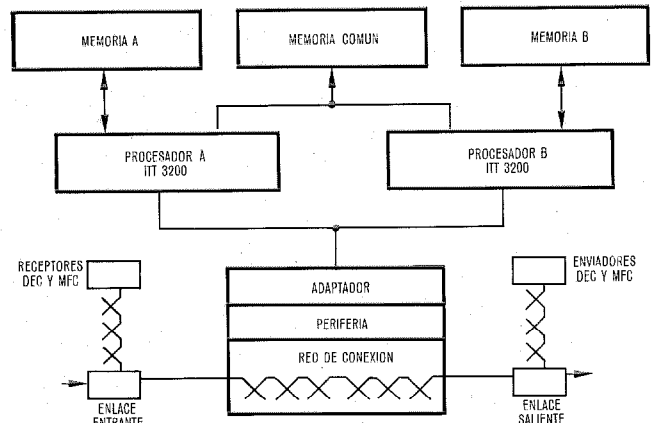 MEMORIA A
MEMORIA COMUN
MEMORIA B
PROCESADOR A
ITT 3200
PROCESADOR B
ITT 3200
RECEPTORES
DEC Y MFC
ENVIADORES
DEC Y MFC
ADAPTADOR
PERIFERIA
RED DE CONEXION
ENLACE
ENTRANTE
ENLACE
SALIENTE